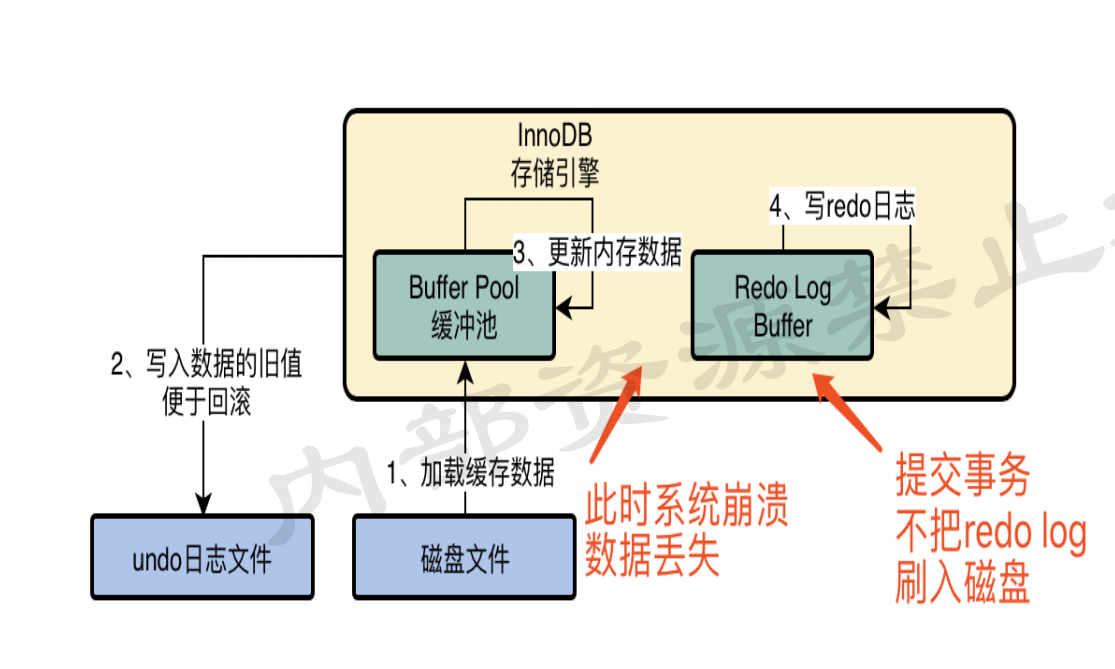 InnoDB
存储引擎
4、写redo日志
3、更新内存数据
Buffer Pool
缓冲池
Redo Log
Buffer
2、写入数据的旧值
便于回滚
1、加载缓存数据
提交事务
不把redo log
刷入磁盘
此时系统崩溃
数据丢失
undo日志文件
磁盘文件
内部资源禁止